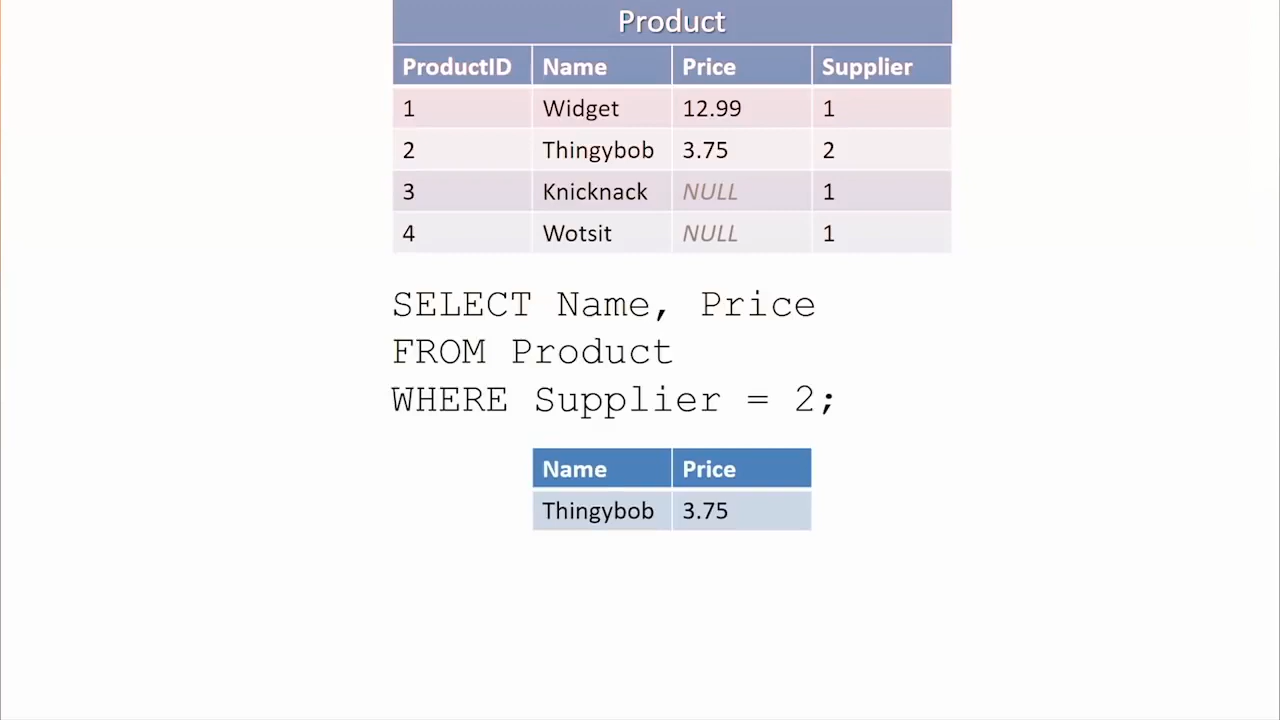 Product
ProductID Name Price Supplier
1 Widget 12.99 1
2 Thingybob 3.75 2
3 Knicknack NULL 1
4 Wotsit NULL 1
SELECT Name, Price
FROM Product
WHERE Supplier = 2;
Name Price
Thingybob 3.75